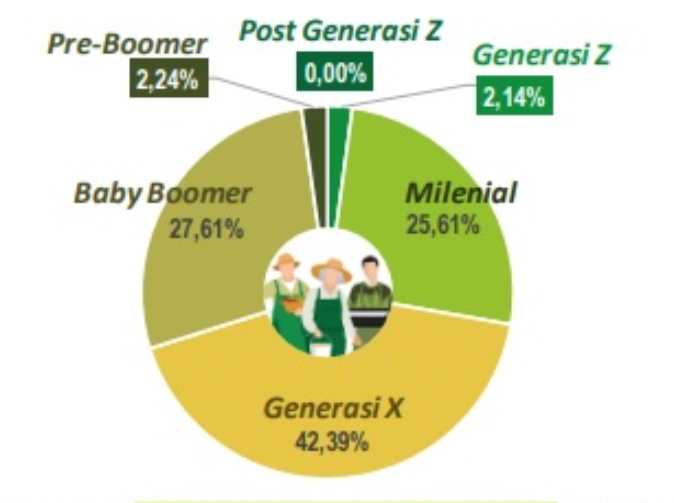 Pre-Boomer
2,24%
Post Generasi Z
0,00%
Generasi Z
2,14%
Baby Boomer
27,61%
Milenial
25,61%
Generasi X
42,39%